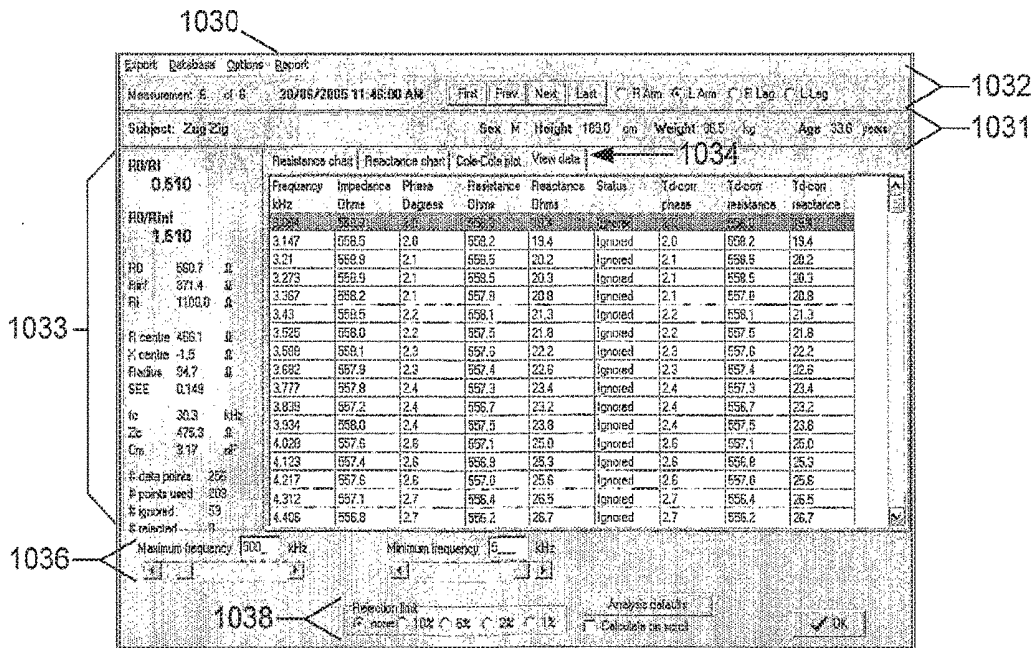 1030
Export Database Options Report
Measurement 6 of 6 30/06/2005 11:46:00 AM First Prev Next Last R Arm L Arm R Leg L Leg
1032
Subject: Zug Zug Sex M Height 183.0 cm Weight kg Age 33.6 years
1031
Resistance chart Reactance chart Cole-Cole plot View data
1034
R0/Ri
0.510
R0/Rinf
1.510
R0 560.7 Ω
Rinf 371.4 Ω
Ri 1100.0 Ω
R centre 466.1 Ω
X centre -1.5 Ω
Radius 94.7 Ω
SEE 0.149
fc 30.3 kHz
Zc 475.3 Ω
Cm 3.17 nF
# data points 256
# points used 203
# ignored 53
# rejected
1033
Frequency Impedance Phase Resistance Reactance Status Td-corr Td-corr Td-corr
kHz Ohms Degrees Ohms Ohms phase resistance reactance
Ignored
3.147 558.5 2.0 558.2 19.4 Ignored 2.0 558.2 19.4
3.21 558.9 2.1 558.5 20.2 Ignored 2.1 558.5 20.2
3.273 558.9 2.1 558.5 20.3 Ignored 2.1 558.5 20.3
3.367 558.2 2.1 557.8 20.8 Ignored 2.1 557.8 20.8
3.43 558.5 2.2 558.1 21.3 Ignored 2.2 558.1 21.3
3.525 558.0 2.2 557.5 21.8 Ignored 2.2 557.5 21.8
3.588 558.1 2.3 557.6 22.2 Ignored 2.3 557.6 22.2
3.682 557.9 2.3 557.4 22.6 Ignored 2.3 557.4 22.6
3.777 557.8 2.4 557.3 23.4 Ignored 2.4 557.3 23.4
3.839 557.2 2.4 556.7 23.2 Ignored 2.4 556.7 23.2
3.934 558.0 2.4 557.5 23.8 Ignored 2.4 557.5 23.8
4.028 557.6 2.6 557.1 25.0 Ignored 2.6 557.1 25.0
4.123 557.4 2.6 556.8 25.3 Ignored 2.6 556.8 25.3
4.217 557.6 2.6 557.0 25.6 Ignored 2.6 557.0 25.6
4.312 557.1 2.7 556.4 26.5 Ignored 2.7 556.4 26.5
4.406 556.8 2.7 556.2 26.7 Ignored 2.7 556.2 26.7
1036
Maximum frequency 500 kHz Minimum frequency 5 kHz
1038
Rejection limit
none 10% 5% 2% 1%
Analysis defaults
Calculate on scroll
OK